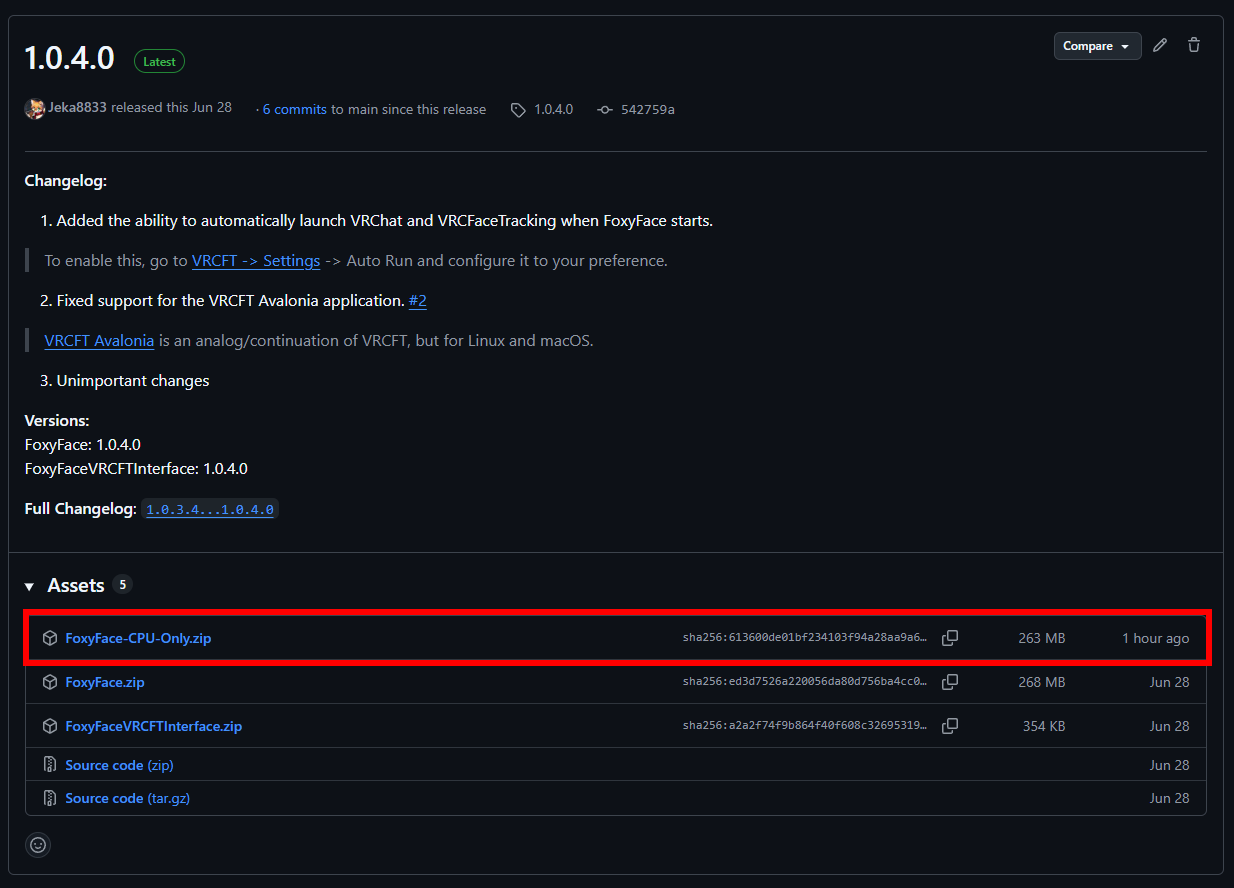 1.0.4.0 Latest Compare
Jeka8833 released this Jun 28 · 6 commits to main since this release 1.0.4.0 542759a
Changelog:
1. Added the ability to automatically launch VRChat and VRCFaceTracking when FoxyFace starts.
To enable this, go to VRCFT -> Settings -> Auto Run and configure it to your preference.
2. Fixed support for the VRCFT Avalonia application. #2
VRCFT Avalonia is an analog/continuation of VRCFT, but for Linux and macOS.
3. Unimportant changes
Versions:
FoxyFace: 1.0.4.0
FoxyFaceVRCFTInterface: 1.0.4.0
Full Changelog: 1.0.3.4...1.0.4.0
Assets 5
FoxyFace-CPU-Only.zip sha256:613600de01bf234103f94a28aa9a6… 263 MB 1 hour ago
FoxyFace.zip sha256:ed3d7526a220056da80d756ba4cc0… 268 MB Jun 28
FoxyFaceVRCFTInterface.zip sha256:a2a2f74f9b864f40f608c32695319… 354 KB Jun 28
Source code (zip) Jun 28
Source code (tar.gz) Jun 28